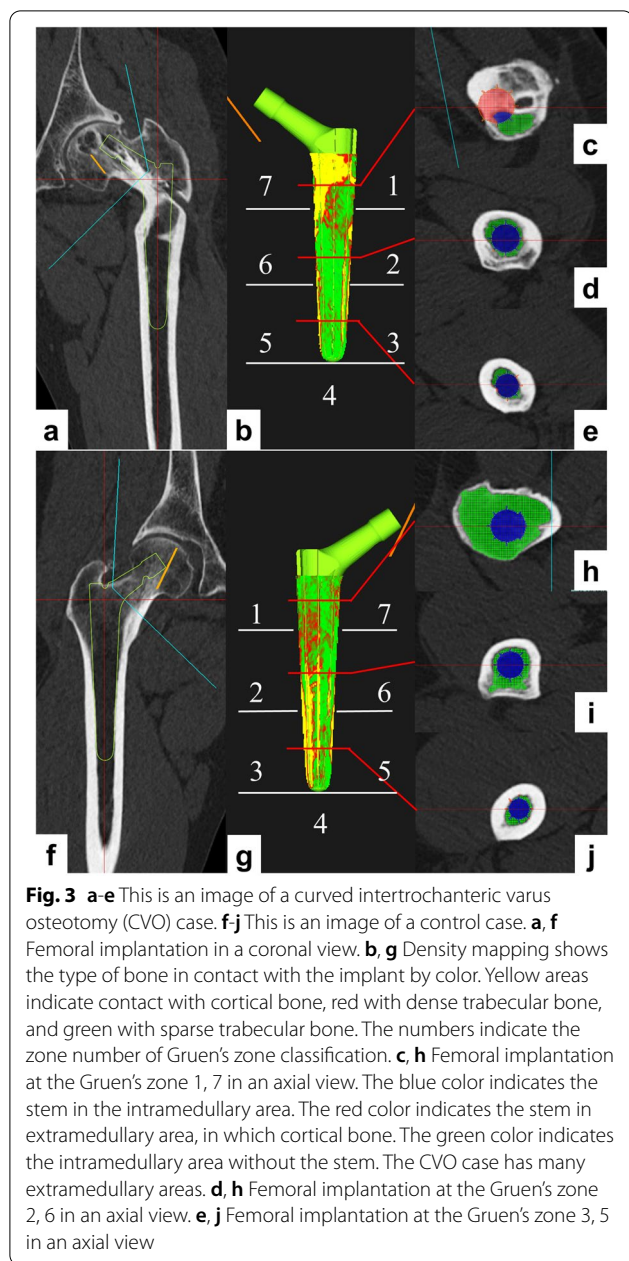 7
1
6
2
5
3
4
a
b
c
d
e
1
7
2
6
3
5
4
f
g
h
i
j
Fig. 3 a-e This is an image of a curved intertrochanteric varus
osteotomy (CVO) case. f-j This is an image of a control case. a, f
Femoral implantation in a coronal view. b, g Density mapping shows
the type of bone in contact with the implant by color. Yellow areas
indicate contact with cortical bone, red with dense trabecular bone,
and green with sparse trabecular bone. The numbers indicate the
zone number of Gruen's zone classification. c, h Femoral implantation
at the Gruen's zone 1, 7 in an axial view. The blue color indicates the
stem in the intramedullary area. The red color indicates the stem in
extramedullary area, in which cortical bone. The green color indicates
the intramedullary area without the stem. The CVO case has many
extramedullary areas. d, h Femoral implantation at the Gruen's zone
2, 6 in an axial view. e, j Femoral implantation at the Gruen's zone 3, 5
in an axial view